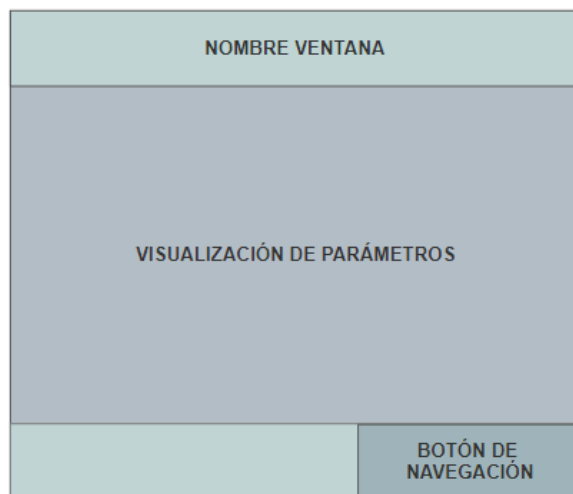 NOMBRE VENTANA
VISUALIZACIÓN DE PARÁMETROS
BOTÓN DE
NAVEGACIÓN